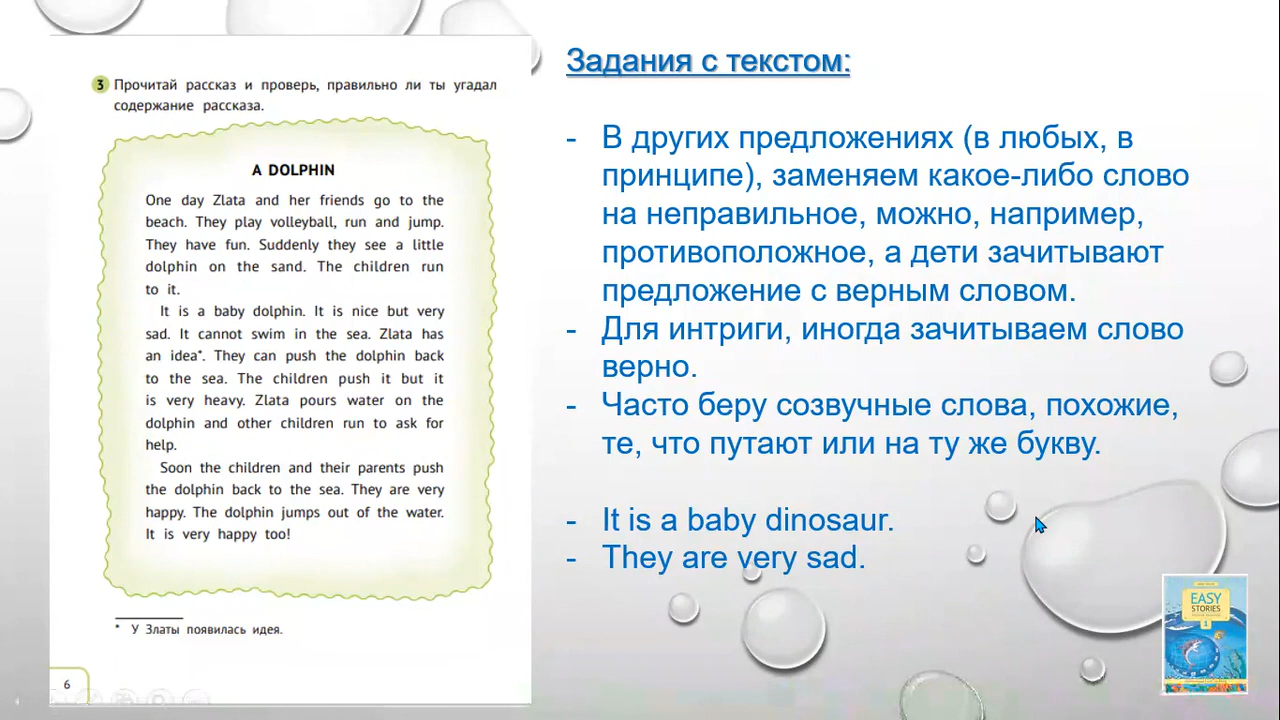 3 Прочитай рассказ и проверь, правильно ли ты угадал
содержание рассказа.
A DOLPHIN
One day Zlata and her friends go to the
beach. They play volleyball, run and jump.
They have fun. Suddenly they see a little
dolphin on the sand. The children run
to it.
It is a baby dolphin. It is nice but very
sad. It cannot swim in the sea. Zlata has
an idea*. They can push the dolphin back
to the sea. The children push it but it
is very heavy. Zlata pours water on the
dolphin and other children run to ask for
help.
Soon the children and their parents push
the dolphin back to the sea. They are very
happy. The dolphin jumps out of the water.
It is very happy too!
* У Златы появилась идея.
6
Задания с текстом:
- В других предложениях (в любых, в
принципе), заменяем какое-либо слово
на неправильное, можно, например,
противоположное, а дети зачитывают
предложение с верным словом.
- Для интриги, иногда зачитываем слово
верно.
- Часто беру созвучные слова, похожие,
те, что путают или на ту же букву.
- It is a baby dinosaur.
- They are very sad.
EASY
STORIES
1